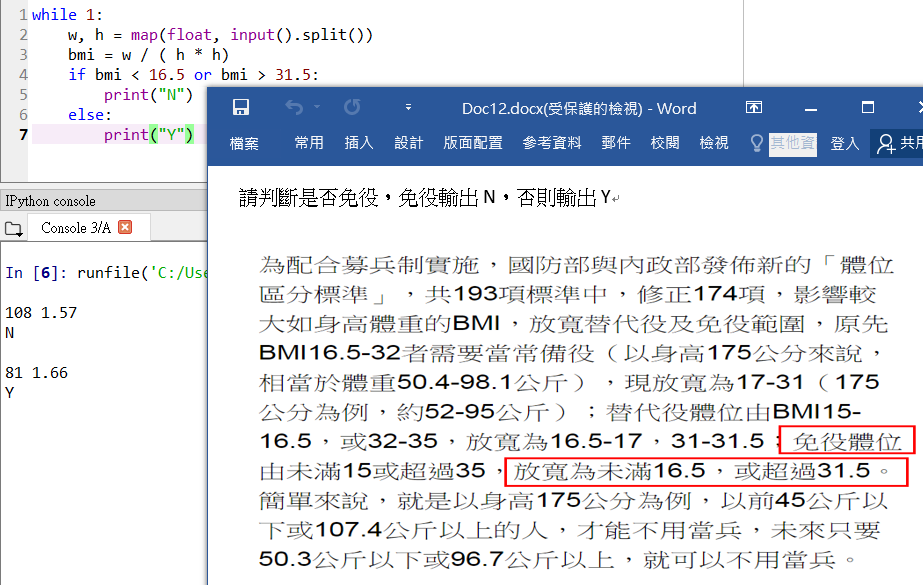 1 while 1:
2 w, h = map(float, input().split())
3 bmi = w / ( h * h)
4 if bmi < 16.5 or bmi > 31.5:
5 print("N")
6 else:
7 print("Y")
IPython console
Console 3/A
In [6]: runfile('C:/Use
108 1.57
N
81 1.66
Y
Doc12.docx(受保護的檢視) - Word
檔案 常用 插入 設計 版面配置 參考資料 郵件 校閱 檢視 其他資 登入 共用
請判斷是否免役，免役輸出 N，否則輸出 Y
為配合募兵制實施，國防部與內政部發佈新的「體位
區分標準」，共193項標準中，修正174項，影響較
大如身高體重的BMI，放寬替代役及免役範圍，原先
BMI16.5-32者需要當常備役（以身高175公分來說，
相當於體重50.4-98.1公斤），現放寬為17-31（175
公分為例，約52-95公斤）；替代役體位由BMI15-
16.5，或32-35，放寬為16.5-17，31-31.5；免役體位
由未滿15或超過35，放寬為未滿16.5，或超過31.5。
簡單來說，就是以身高175公分為例，以前45公斤以
下或107.4公斤以上的人，才能不用當兵，未來只要
50.3公斤以下或96.7公斤以上，就可以不用當兵。